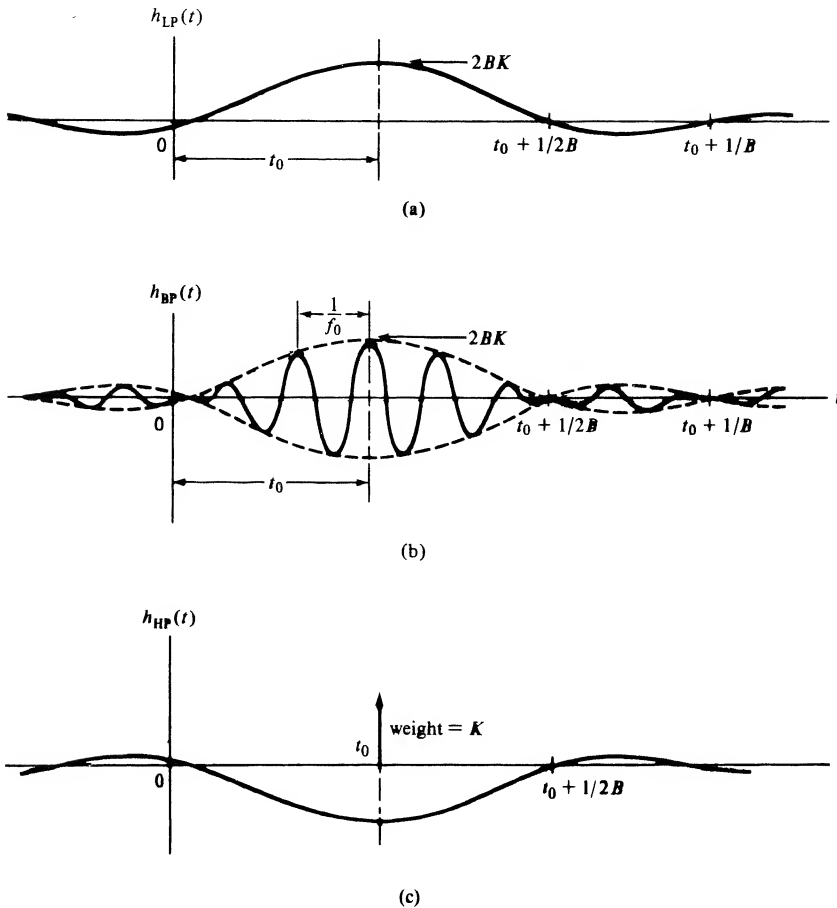 h_LP(t)
2BK
0
t_0
t_0 + 1/2B
t_0 + 1/B
(a)
h_BP(t)
1/f_0
2BK
0
t_0
t_0 + 1/2B
t_0 + 1/B
(b)
h_HP(t)
weight = K
t_0
0
t_0 + 1/2B
(c)